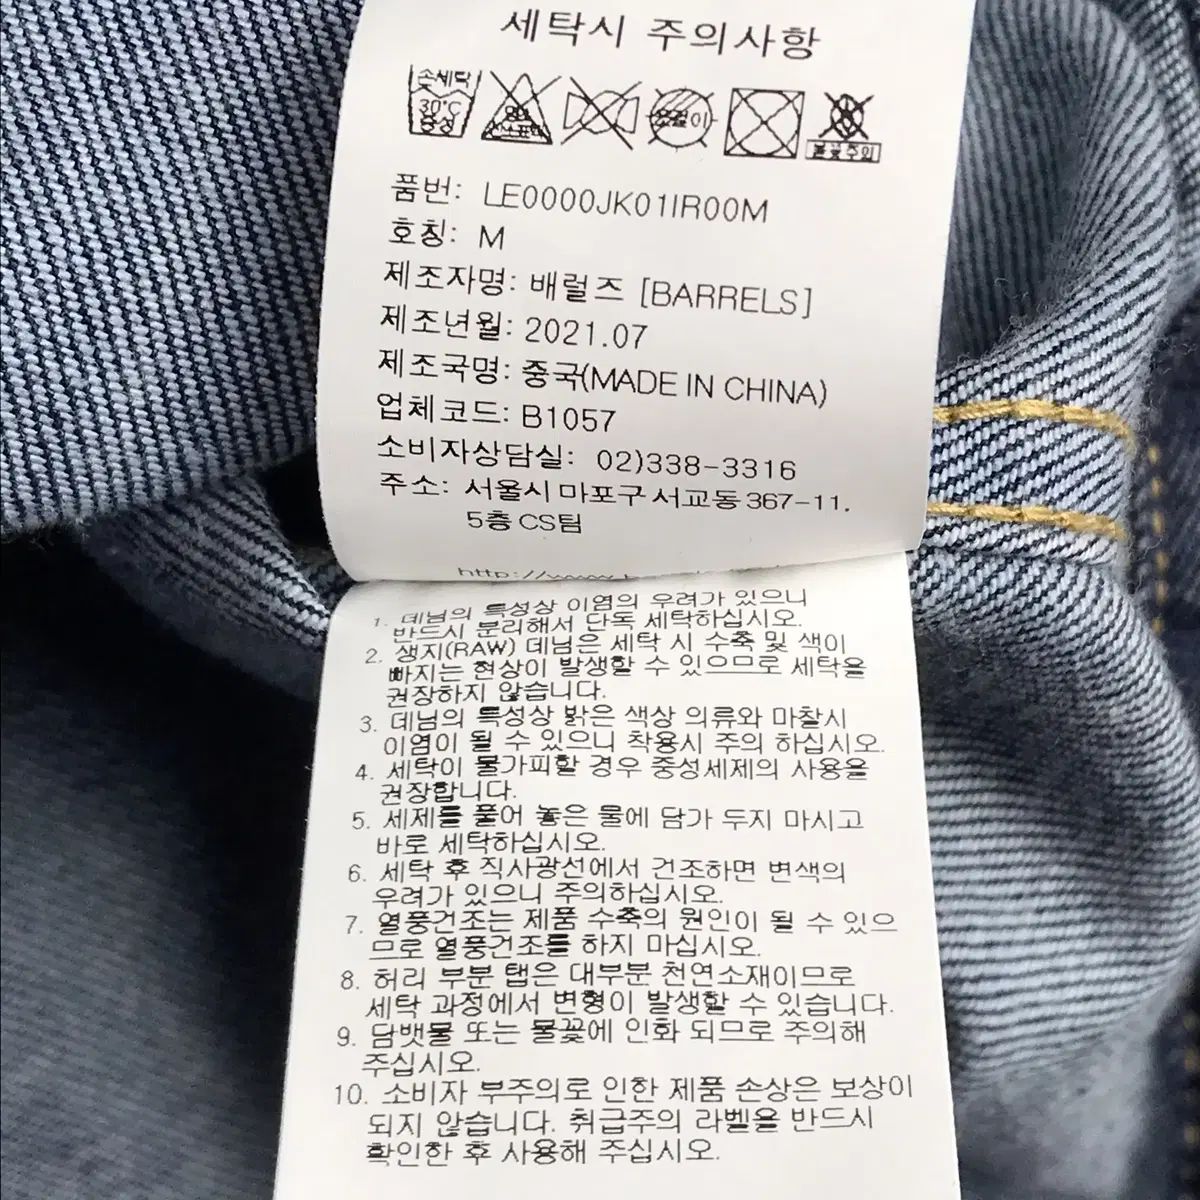 세탁시 주의사항
손세탁
30°C
중성
염소표백
옷걸이
불꽃주의
품번: LE0000JK01IR00M
호칭: M
제조자명: 배럴즈 [BARRELS]
제조년월: 2021.07
제조국명: 중국(MADE IN CHINA)
업체코드: B1057
소비자상담실: 02)338-3316
주소: 서울시 마포구 서교동 367-11.
5층 CS팀
1. 데님의 특성상 이염의 우려가 있으니
반드시 분리해서 단독 세탁하십시오.
2. 생지(RAW) 데님은 세탁 시 수축 및 색이
빠지는 현상이 발생할 수 있으므로 세탁을
권장하지 않습니다.
3. 데님의 특성상 밝은 색상 의류와 마찰시
이염이 될 수 있으니 착용시 주의 하십시오.
4. 세탁이 불가피할 경우 중성세제의 사용을
권장합니다.
5. 세제를 풀어 놓은 물에 담가 두지 마시고
바로 세탁하십시오.
6. 세탁 후 직사광선에서 건조하면 변색의
우려가 있으니 주의하십시오.
7. 열풍건조는 제품 수축의 원인이 될 수 있으
므로 열풍건조를 하지 마십시오.
8. 허리 부분 탭은 대부분 천연소재이므로
세탁 과정에서 변형이 발생할 수 있습니다.
9. 담뱃물 또는 불꽃에 인화 되므로 주의해
주십시오.
10. 소비자 부주의로 인한 제품 손상은 보상이
되지 않습니다. 취급주의 라벨을 반드시
확인한 후 사용해 주십시오.